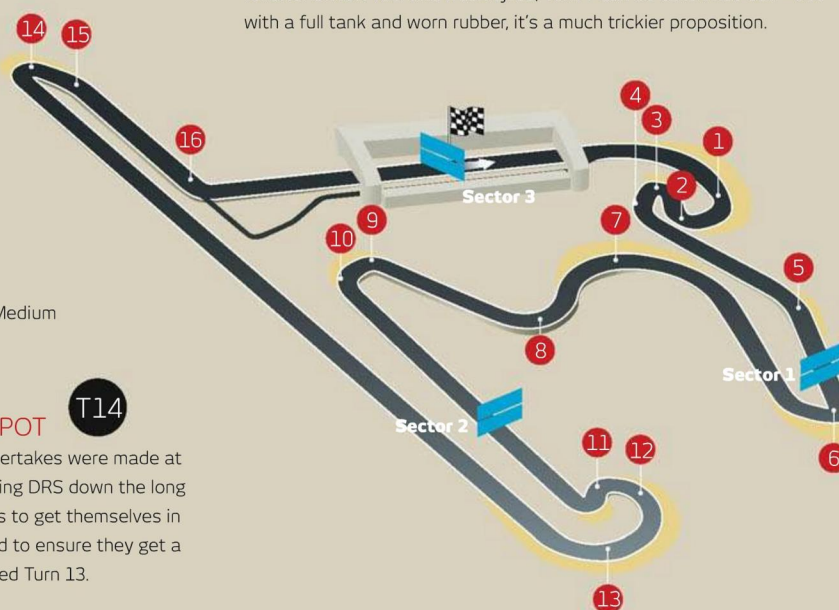 with a full tank and worn rubber, it's a much trickier proposition.
14
15
16
4
3
1
2
Sector 3
9
7
10
5
8
Medium
Sector 1
T14
POT
Sector 2
6
ertakes were made at
11
12
ing DRS down the long
s to get themselves in
d to ensure they get a
ed Turn 13.
13